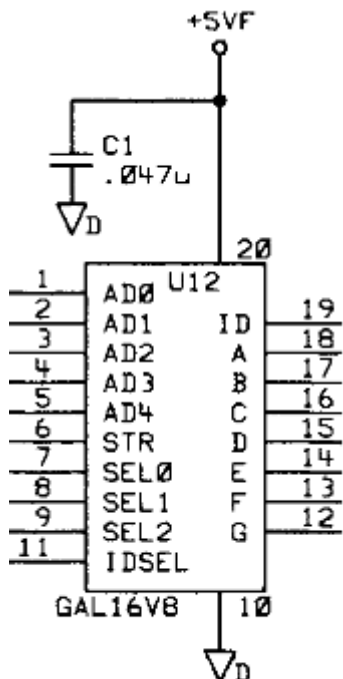 +5VF
C1
.047u
D
20
U12
1 AD0
2 AD1 ID 19
3 AD2 A 18
4 AD3 B 17
5 AD4 C 16
6 STR D 15
7 SEL0 E 14
8 SEL1 F 13
9 SEL2 G 12
11 IDSEL
GAL16V8 10
D